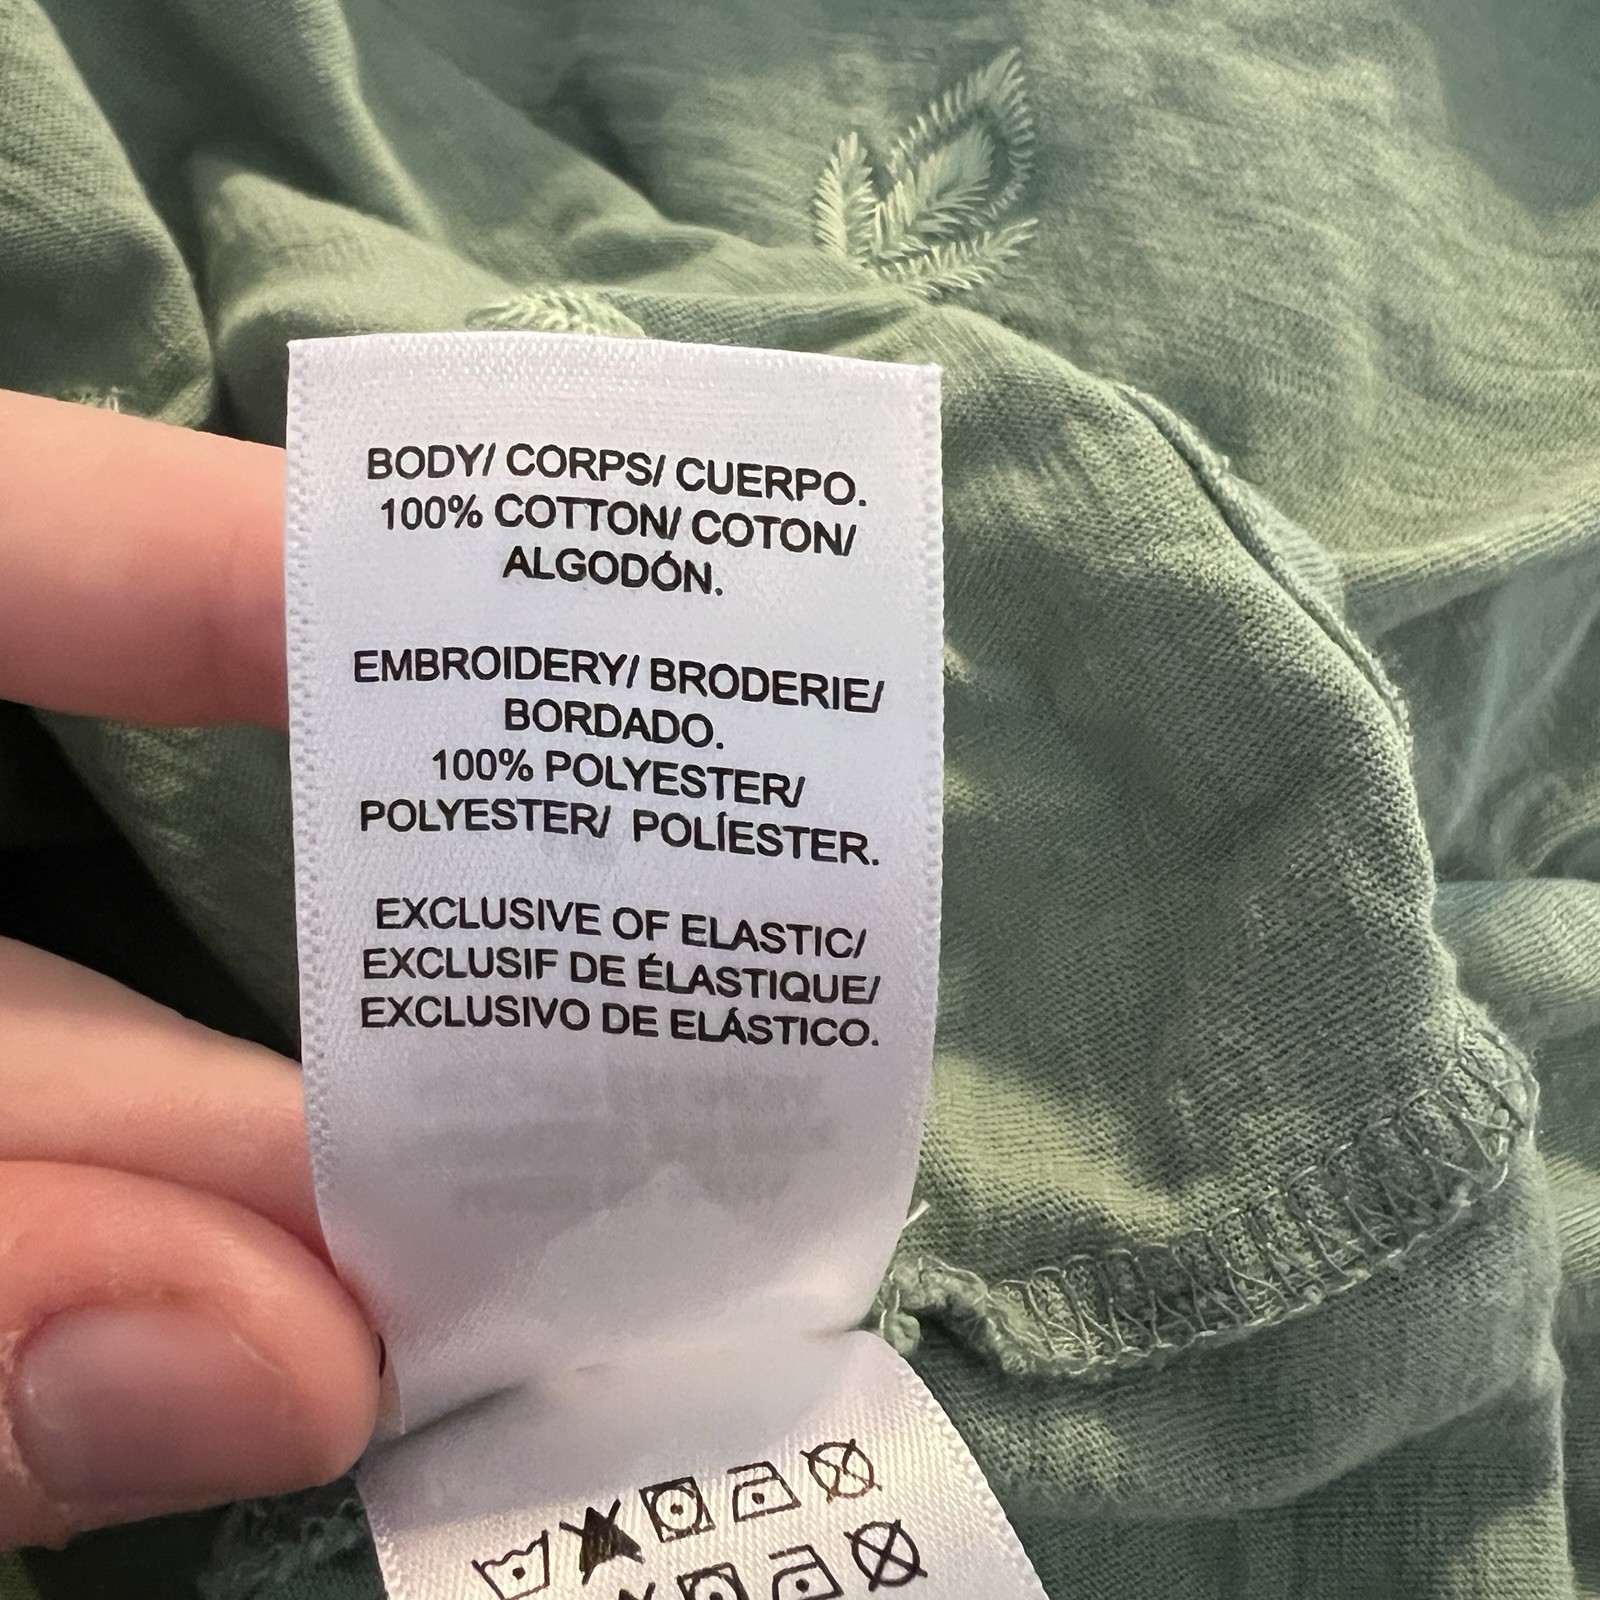 BODY/ CORPS/ CUERPO.
100% COTTON/ COTON/
ALGODÓN.
EMBROIDERY/ BRODERIE/
BORDADO.
100% POLYESTER/
POLYESTER/ POLÍESTER.
EXCLUSIVE OF ELASTIC/
EXCLUSIF DE ÉLASTIQUE/
EXCLUSIVO DE ELÁSTICO.